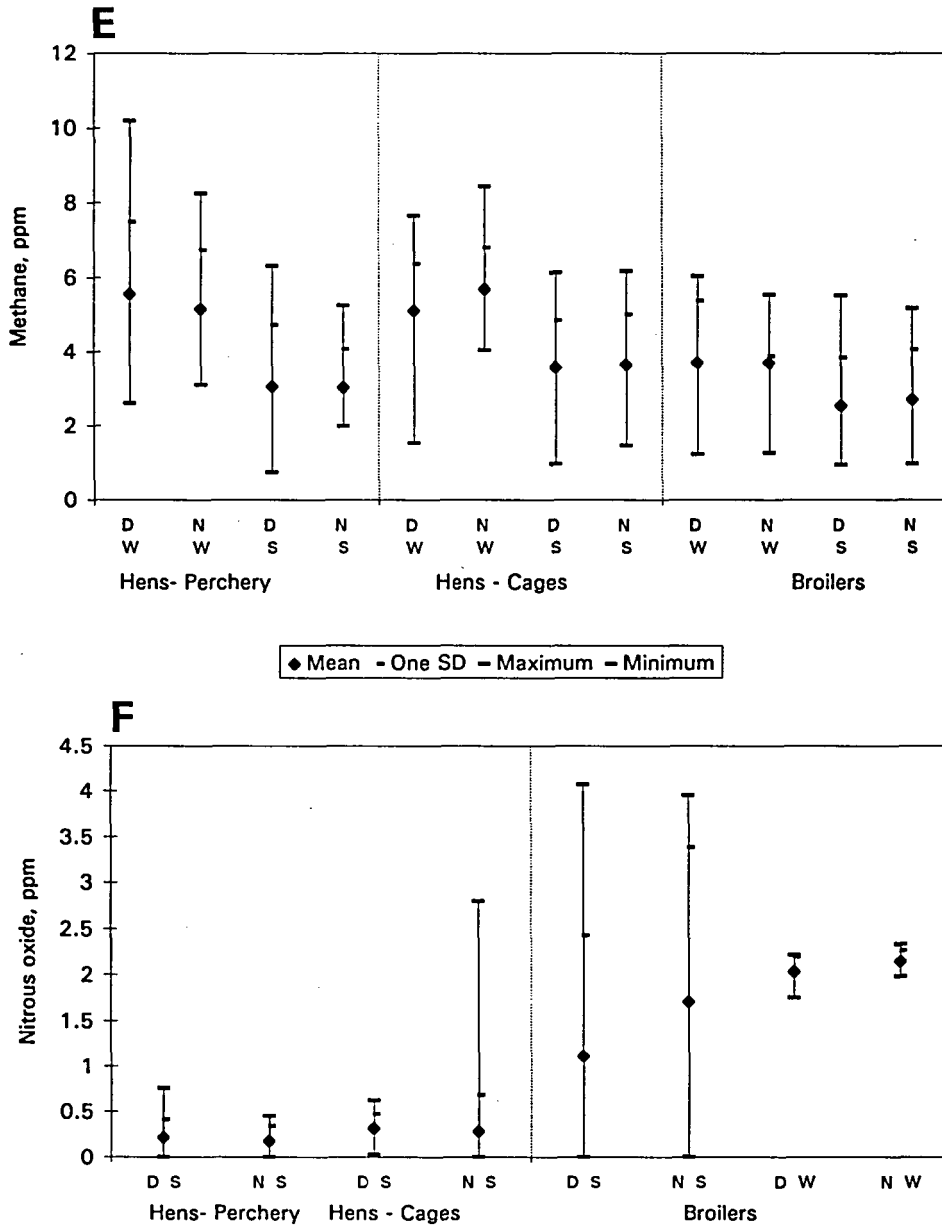 E
12
10
8
6
4
2
0
Methane, ppm
D N D N D N D N D N D N
W W S S W W S S W W S S
Hens- Perchery Hens - Cages Broilers
Mean One SD Maximum Minimum
F
4.5
4
3.5
3
2.5
2
1.5
1
0.5
0
Nitrous oxide, ppm
D S N S D S N S D S N S D W N W
Hens- Perchery Hens - Cages Broilers